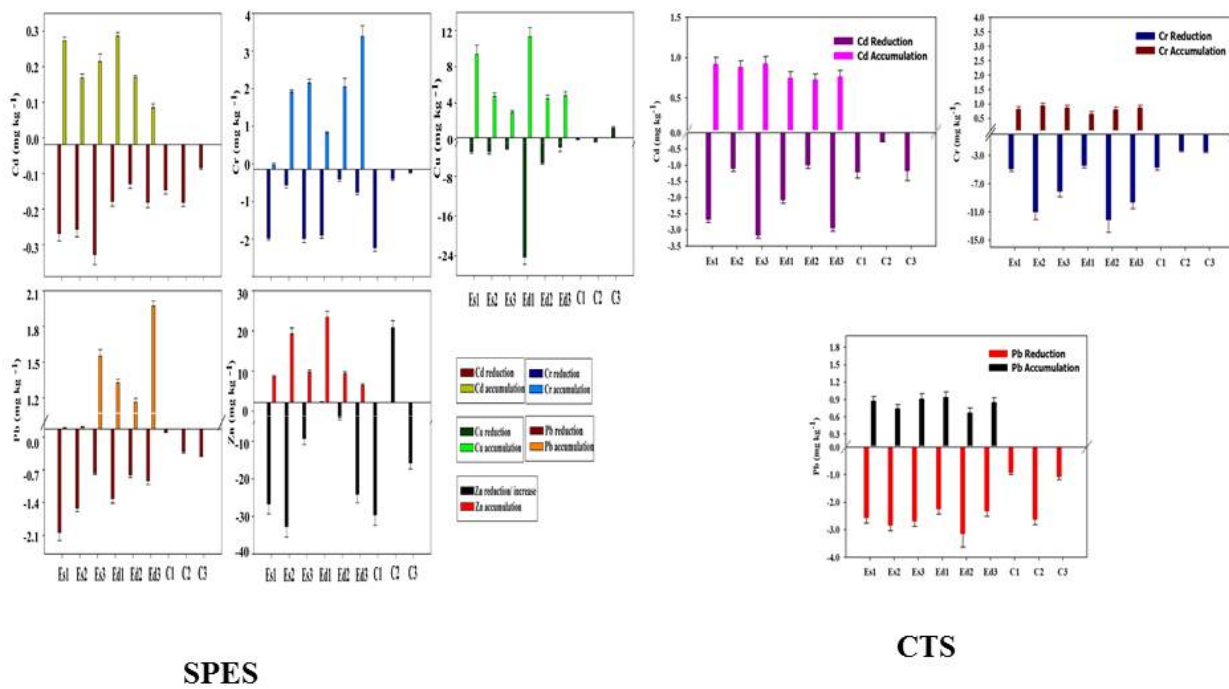 0.3
0.2
0.1
0.0
-0.1
-0.2
-0.3
Cd (mg kg⁻¹)
4
3
2
1
0
-1
-2
Cr (mg kg⁻¹)
12
8
4
0
-8
-16
-24
Cu (mg kg⁻¹)
Es1 Es2 Es3 Ed1 Ed2 Ed3 C1 C2 C3
2.1
1.8
1.5
1.2
0.0
-0.7
-1.4
-2.1
Pb (mg kg⁻¹)
Es1 Es2 Es3 Ed1 Ed2 Ed3 C1 C2 C3
30
20
10
0
-10
-20
-30
-40
Zn (mg kg⁻¹)
Es1 Es2 Es3 Ed1 Ed2 Ed3 C1 C2 C3
Cd reduction
Cd accumulation
Cr reduction
Cr accumulation
Cu reduction
Cu accumulation
Pb reduction
Pb accumulation
Zn reduction/ increase
Zn accumulation
SPES
1.5
1.0
0.5
0.0
-0.5
-1.0
-1.5
-2.0
-2.5
-3.0
-3.5
Cd (mg kg⁻¹)
Cd Reduction
Cd Accumulation
Es1 Es2 Es3 Ed1 Ed2 Ed3 C1 C2 C3
4.0
3.5
3.0
2.5
2.0
1.5
1.0
0.5
-3.0
-7.0
-11.0
-15.0
Cr (mg kg⁻¹)
Cr Reduction
Cr Accumulation
Es1 Es2 Es3 Ed1 Ed2 Ed3 C1 C2 C3
1.8
1.5
1.2
0.9
0.6
0.3
-1.0
-2.0
-3.0
-4.0
Pb (mg kg⁻¹)
Pb Reduction
Pb Accumulation
Es1 Es2 Es3 Ed1 Ed2 Ed3 C1 C2 C3
CTS